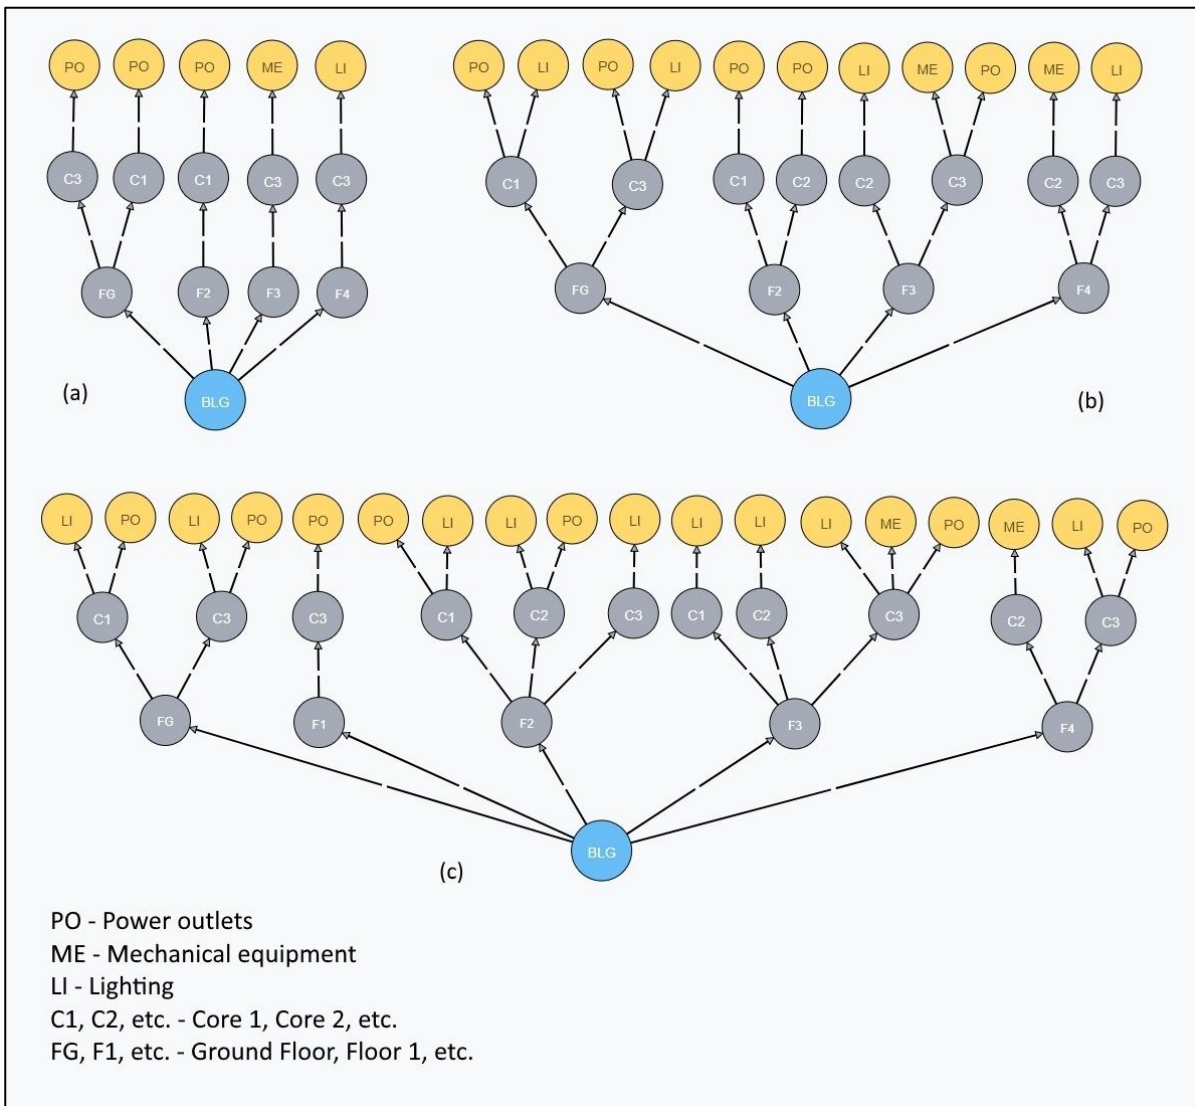 PO PO PO ME LI
C3 C1 C1 C3 C3
FG F2 F3 F4
BLG
(a)
PO LI PO LI PO PO LI ME PO ME LI
C1 C3 C1 C2 C2 C3 C2 C3
FG F2 F3 F4
BLG
(b)
LI PO LI PO PO PO LI LI PO LI LI LI LI ME PO ME LI PO
C1 C3 C3 C1 C2 C3 C1 C2 C3 C2 C3
FG F1 F2 F3 F4
BLG
(c)
PO - Power outlets
ME - Mechanical equipment
LI - Lighting
C1, C2, etc. - Core 1, Core 2, etc.
FG, F1, etc. - Ground Floor, Floor 1, etc.